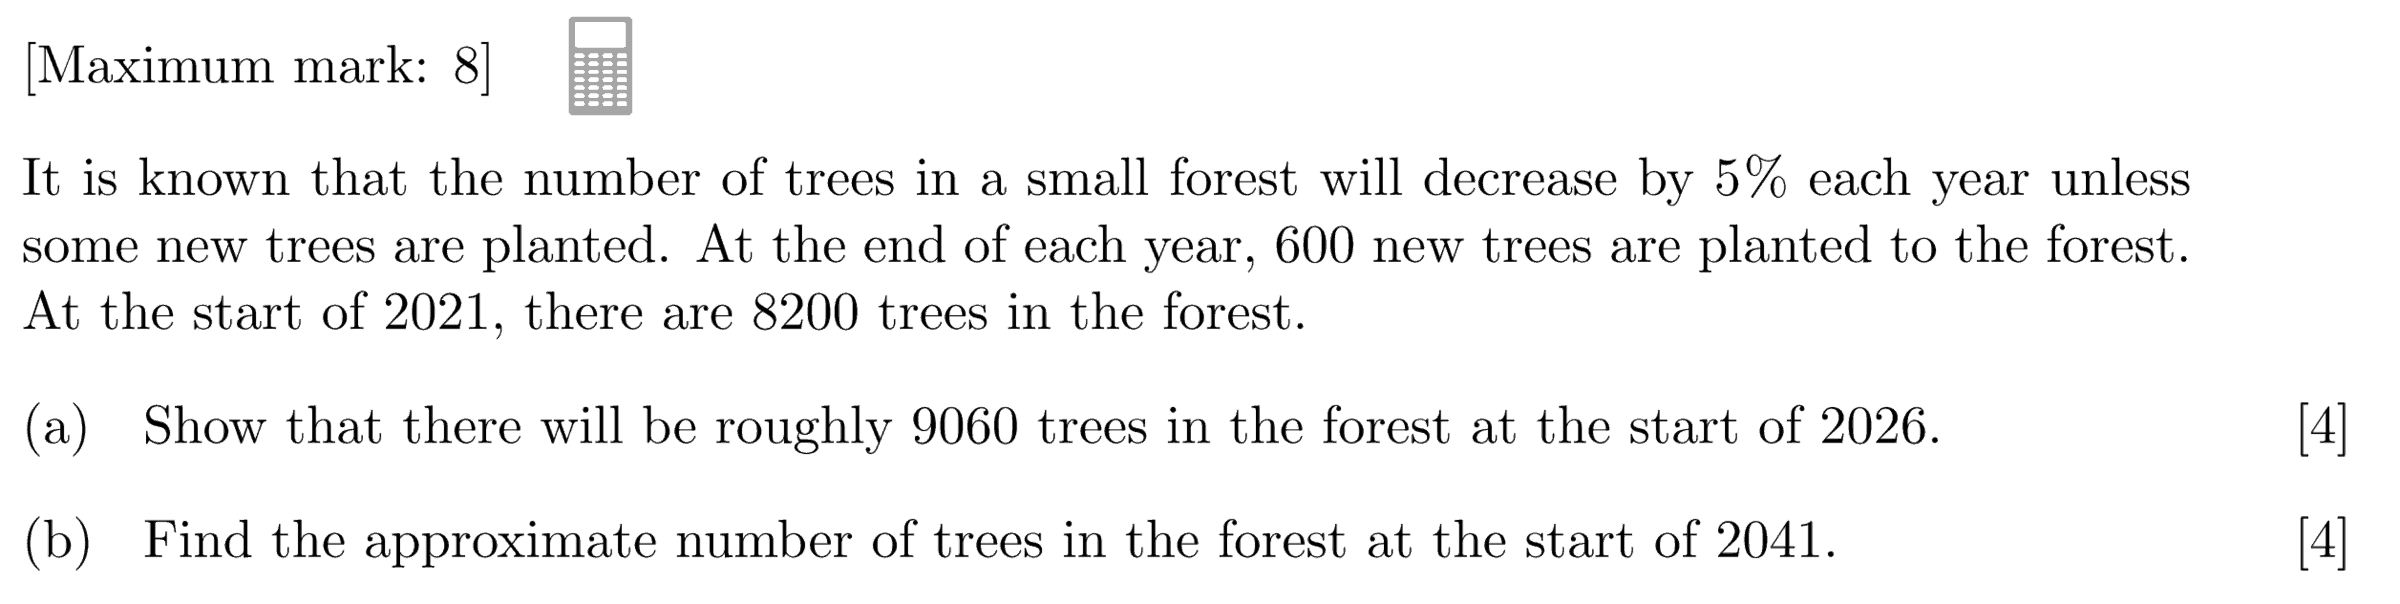 [Maximum mark: 8]
It is known that the number of trees in a small forest will decrease by 5% each year unless
some new trees are planted. At the end of each year, 600 new trees are planted to the forest.
At the start of 2021, there are 8200 trees in the forest.
(a) Show that there will be roughly 9060 trees in the forest at the start of 2026. [4]
(b) Find the approximate number of trees in the forest at the start of 2041. [4]